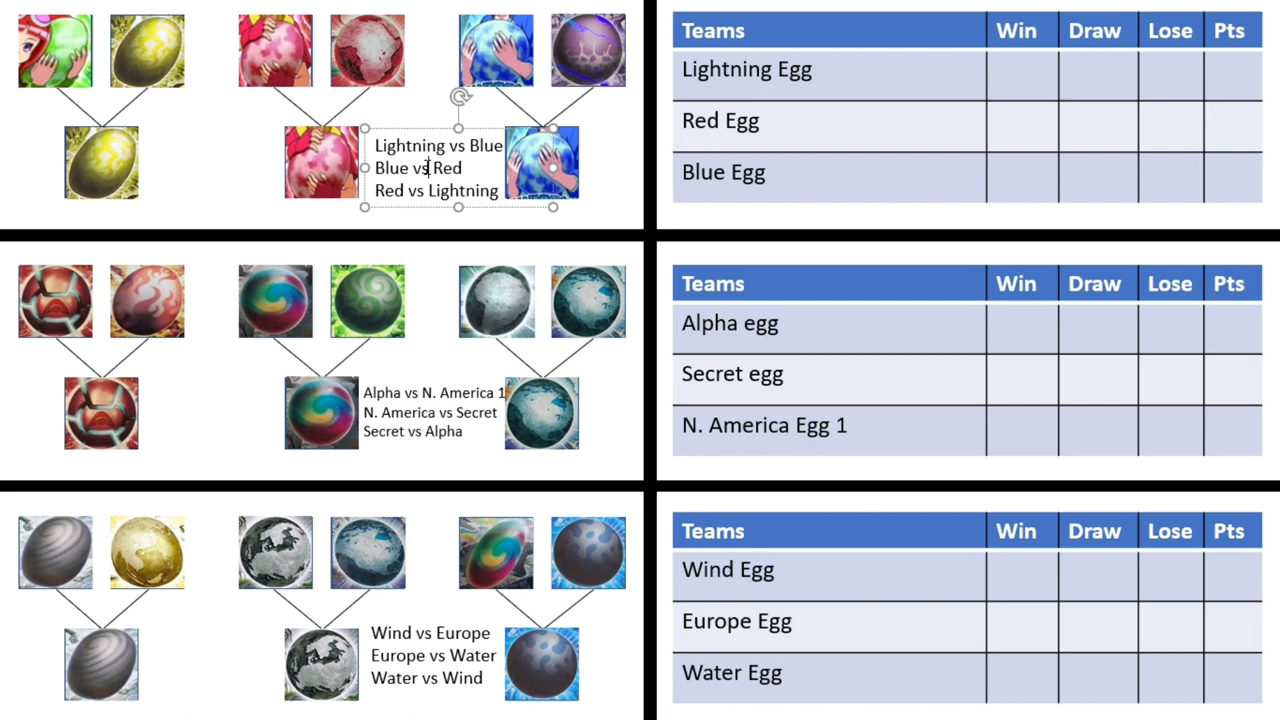 Lightning vs Blue
Blue vs Red
Red vs Lightning
Teams Win Draw Lose Pts
Lightning Egg
Red Egg
Blue Egg
Alpha vs N. America 1
N. America vs Secret
Secret vs Alpha
Teams Win Draw Lose Pts
Alpha egg
Secret egg
N. America Egg 1
Wind vs Europe
Europe vs Water
Water vs Wind
Teams Win Draw Lose Pts
Wind Egg
Europe Egg
Water Egg